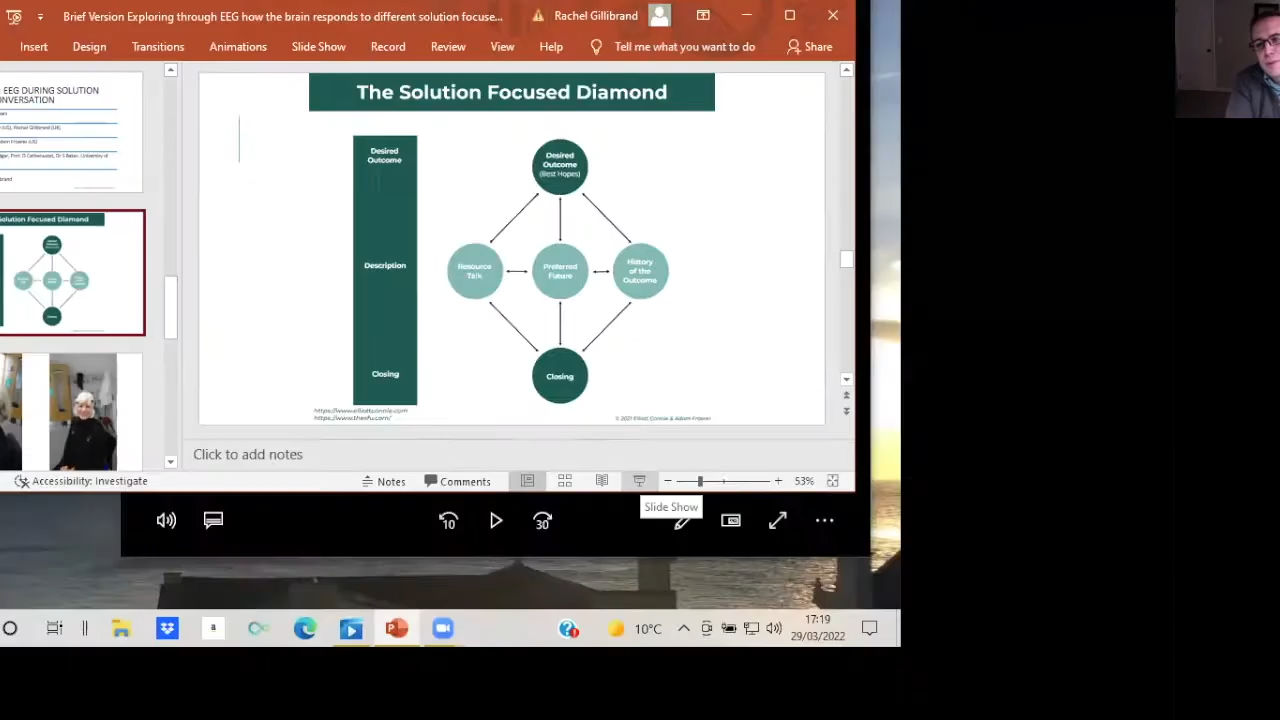 Brief Version Exploring through EEG how the brain responds to different solution focuse...
Rachel Gillibrand
Insert Design Transitions Animations Slide Show Record Review View Help Tell me what you want to do Share
EEG DURING SOLUTION
The Solution Focused Diamond
Desired
Outcome
Description
Closing
Desired
Outcome
(Best Hopes)
Resource
Talk
Preferred
Future
History
of the
Outcome
Closing
https://www.elliottconnie.com
https://www.thesfu.com/
© 2021 Elliott Connie & Adam Froerer
olution Focused Diamond
Click to add notes
Accessibility: Investigate
Notes Comments
53%
Slide Show
10
30
a
10°C
17:19
29/03/2022